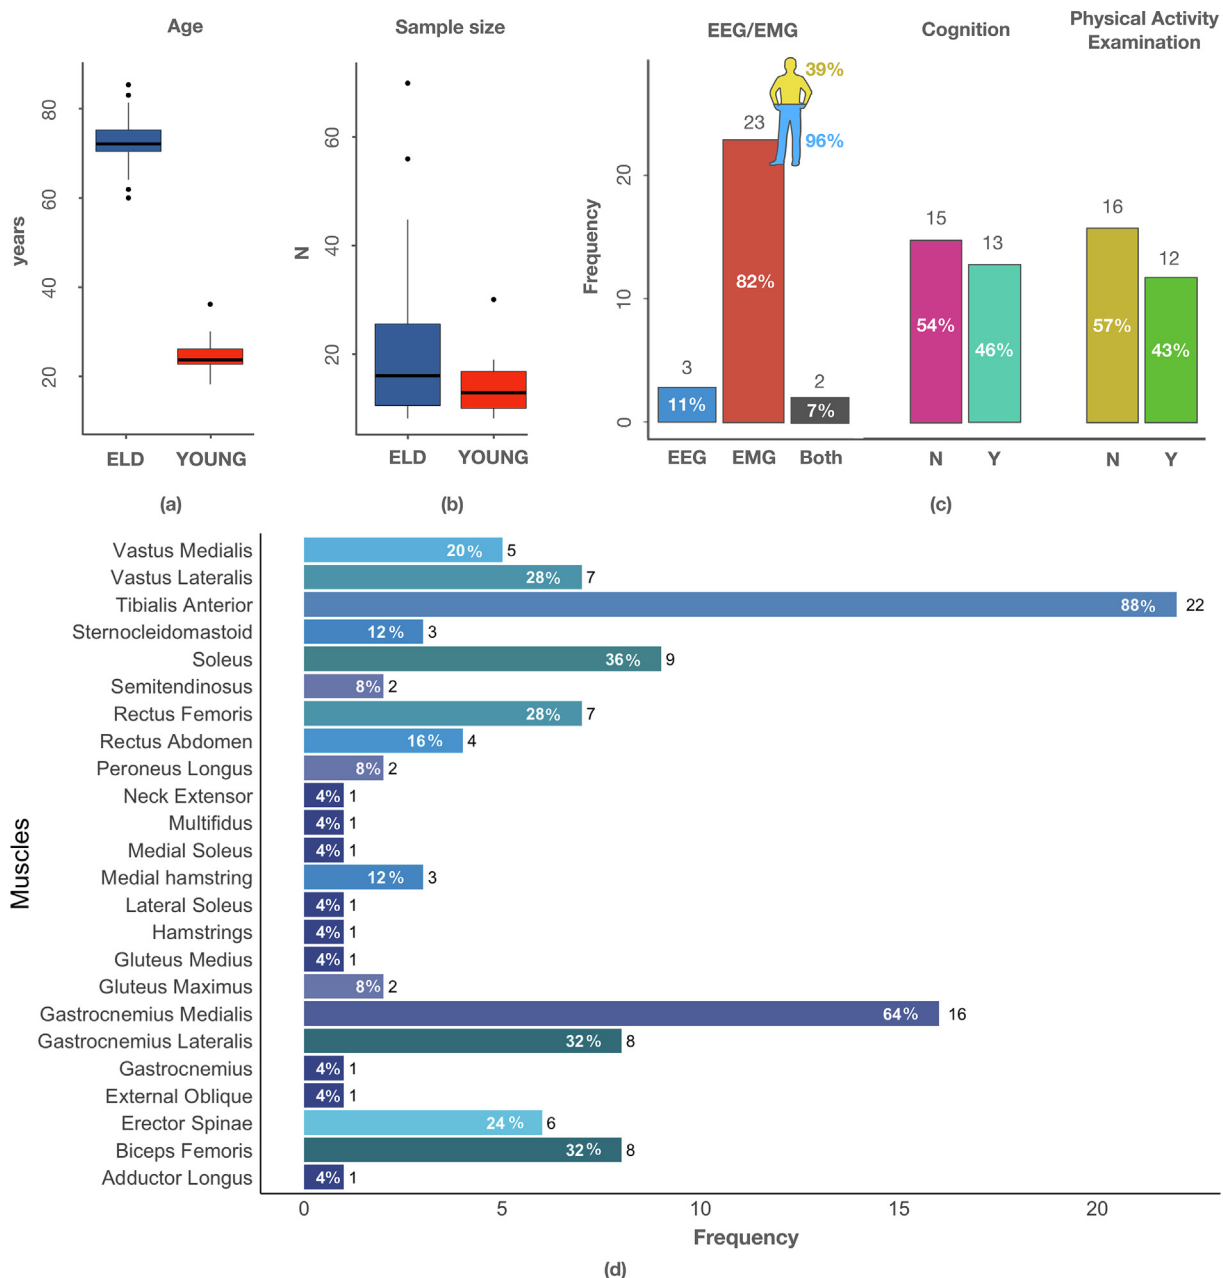 Age
Sample size
EEG/EMG
Cognition
Physical Activity
Examination
years
80
60
40
20
ELD YOUNG
(a)
N
60
40
20
ELD YOUNG
(b)
Frequency
20
10
0
39%
96%
3
11%
23
82%
2
7%
EEG EMG Both
15
54%
13
46%
N Y
16
57%
12
43%
N Y
(c)
Muscles
Vastus Medialis 20% 5
Vastus Lateralis 28% 7
Tibialis Anterior 88% 22
Sternocleidomastoid 12% 3
Soleus 36% 9
Semitendinosus 8% 2
Rectus Femoris 28% 7
Rectus Abdomen 16% 4
Peroneus Longus 8% 2
Neck Extensor 4% 1
Multifidus 4% 1
Medial Soleus 4% 1
Medial hamstring 12% 3
Lateral Soleus 4% 1
Hamstrings 4% 1
Gluteus Medius 4% 1
Gluteus Maximus 8% 2
Gastrocnemius Medialis 64% 16
Gastrocnemius Lateralis 32% 8
Gastrocnemius 4% 1
External Oblique 4% 1
Erector Spinae 24% 6
Biceps Femoris 32% 8
Adductor Longus 4% 1
0 5 10 15 20
Frequency
(d)